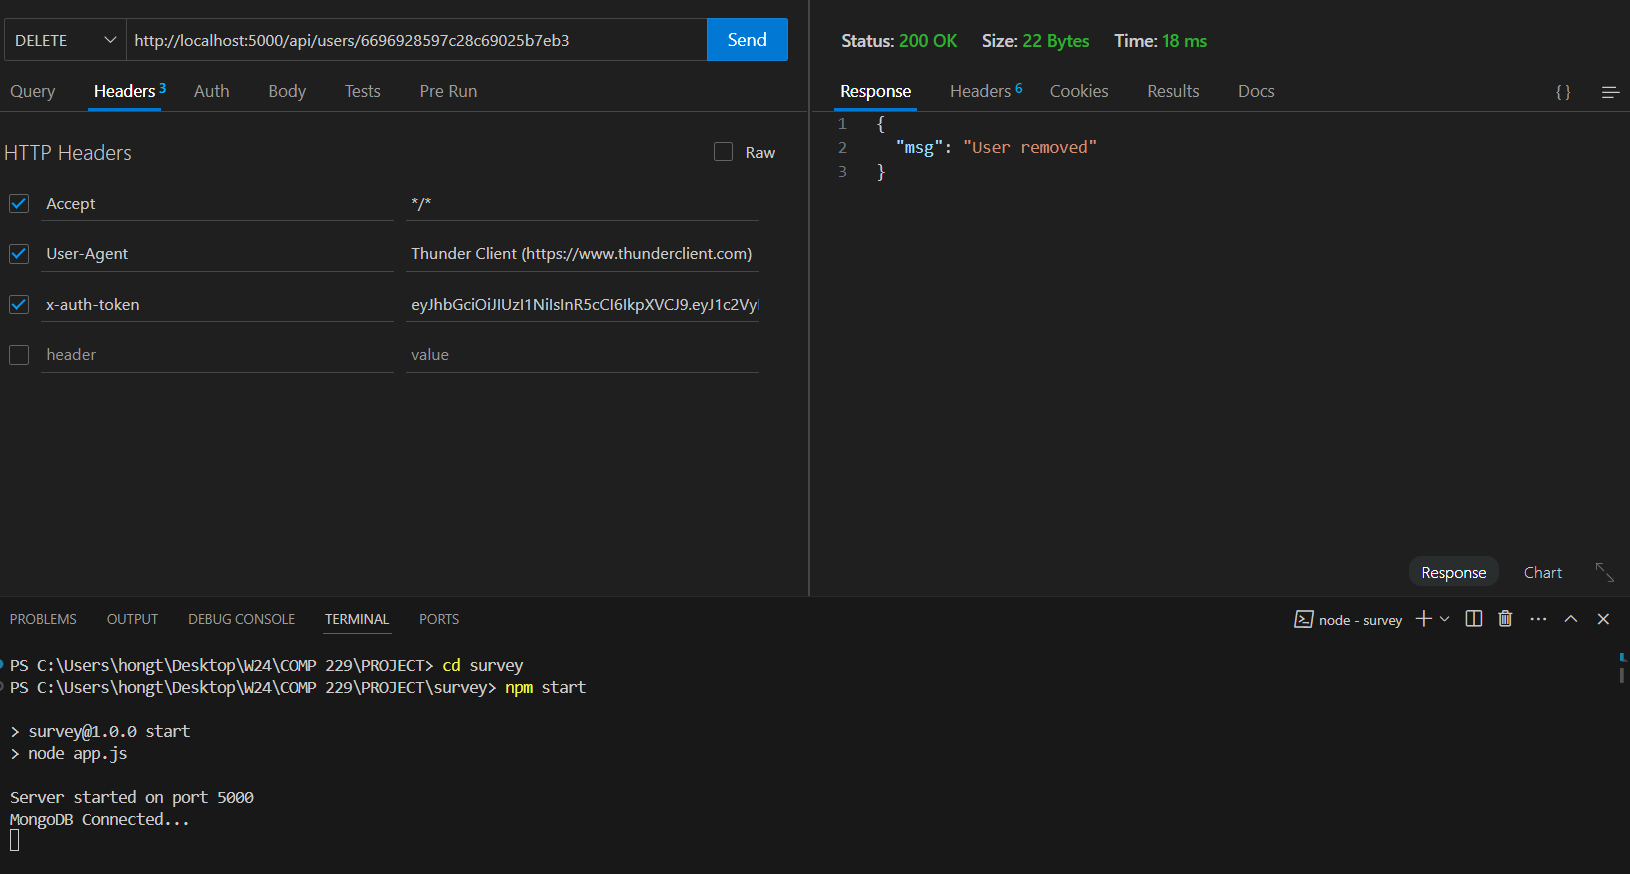 DELETE http://localhost:5000/api/users/6696928597c28c69025b7eb3 Send
Query Headers 3 Auth Body Tests Pre Run
HTTP Headers Raw
Accept */*
User-Agent Thunder Client (https://www.thunderclient.com)
x-auth-token eyJhbGciOiJIUzI1NiIsInR5cCI6IkpXVCJ9.eyJ1c2Vy
header value
Status: 200 OK Size: 22 Bytes Time: 18 ms
Response Headers 6 Cookies Results Docs { }
1 {
2 "msg": "User removed"
3 }
Response Chart
PROBLEMS OUTPUT DEBUG CONSOLE TERMINAL PORTS node - survey
PS C:\Users\hongt\Desktop\W24\COMP 229\PROJECT> cd survey
PS C:\Users\hongt\Desktop\W24\COMP 229\PROJECT\survey> npm start
> survey@1.0.0 start
> node app.js
Server started on port 5000
MongoDB Connected...